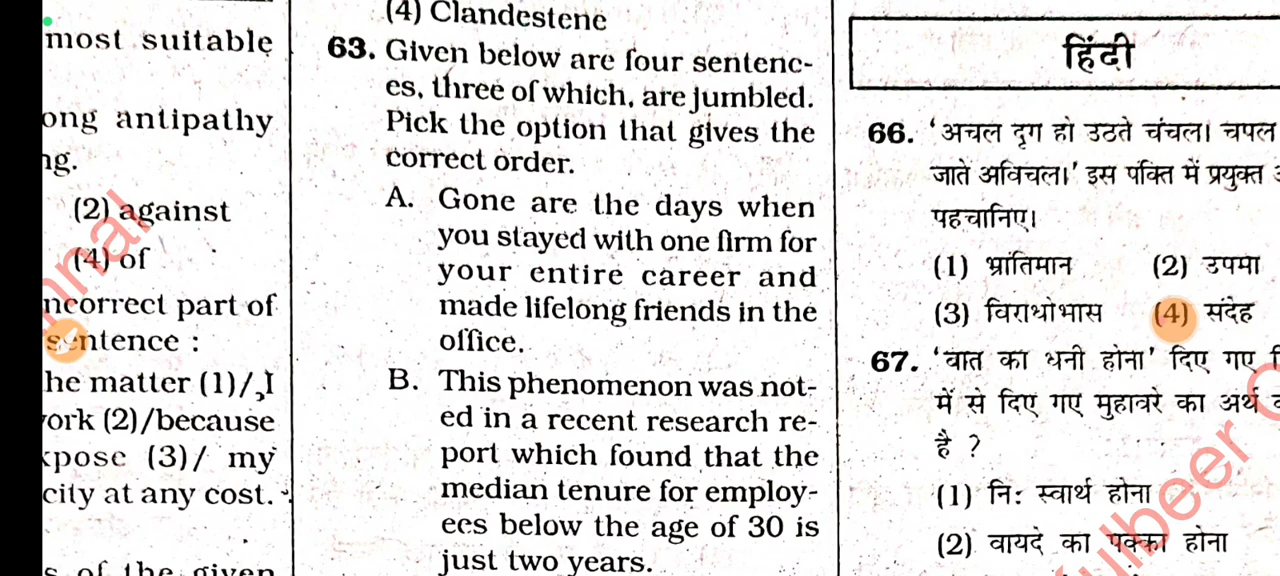 most suitable
ong antipathy
ng.
(2) against
(4) of
ncorrect part of
sentence :
he matter (1)/,I
ork (2)/because
xpose (3)/ my
city at any cost.
s of the given
(4) Clandestene
63. Given below are four sentenc-
es, three of which, are jumbled.
Pick the option that gives the
correct order.
A. Gone are the days when
you stayed with one firm for
your entire career and
made lifelong friends in the
office.
B. This phenomenon was not-
ed in a recent research re-
port which found that the
median tenure for employ-
ees below the age of 30 is
just two years.
हिंदी
66. 'अचल दृग हो उठते चंचल। चपल
जाते अविचल।' इस पंक्ति में प्रयुक्त
पहचानिए।
(1) भ्रांतिमान (2) उपमा
(3) विराधोभास (4) संदेह
67. 'बात का धनी होना' दिए गए
में से दिए गए मुहावरे का अर्थ
है ?
(1) नि: स्वार्थ होना
(2) वायदे का पक्का होना